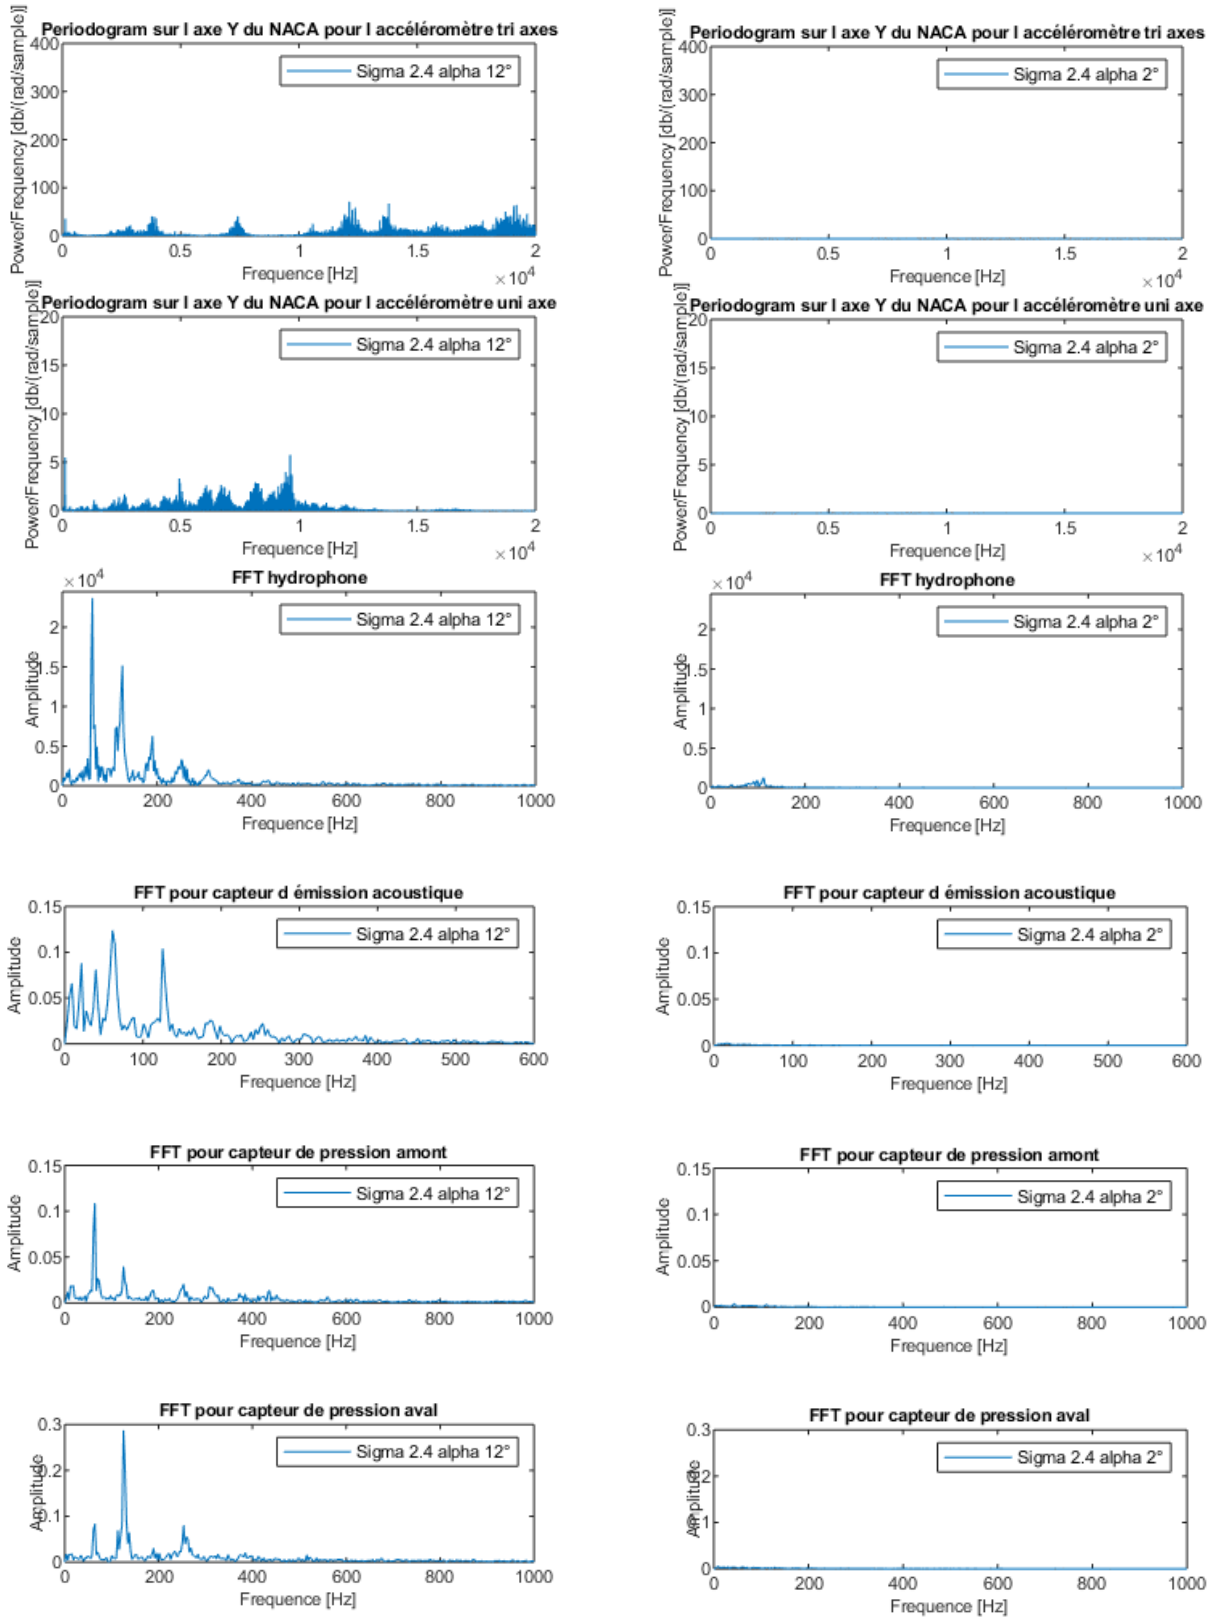 Periodogram sur l axe Y du NACA pour l accéléromètre tri axes
Power/Frequency [db/(rad/sample)]
400
300
200
100
0
Sigma 2.4 alpha 12°
0 0.5 1 1.5 2
×10^4
Frequence [Hz]
Periodogram sur l axe Y du NACA pour l accéléromètre tri axes
Power/Frequency [db/(rad/sample)]
400
300
200
100
0
Sigma 2.4 alpha 2°
0 0.5 1 1.5 2
×10^4
Frequence [Hz]
Periodogram sur l axe Y du NACA pour l accéléromètre uni axe
Power/Frequency [db/(rad/sample)]
20
15
10
5
0
Sigma 2.4 alpha 12°
0 0.5 1 1.5 2
×10^4
Frequence [Hz]
Periodogram sur l axe Y du NACA pour l accéléromètre uni axe
Power/Frequency [db/(rad/sample)]
20
15
10
5
0
Sigma 2.4 alpha 2°
0 0.5 1 1.5 2
×10^4
Frequence [Hz]
FFT hydrophone
×10^4
Amplitude
2
1.5
1
0.5
0
Sigma 2.4 alpha 12°
0 200 400 600 800 1000
Frequence [Hz]
FFT hydrophone
×10^4
Amplitude
2
1.5
1
0.5
0
Sigma 2.4 alpha 2°
0 200 400 600 800 1000
Frequence [Hz]
FFT pour capteur d émission acoustique
Amplitude
0.15
0.1
0.05
0
Sigma 2.4 alpha 12°
0 100 200 300 400 500 600
Frequence [Hz]
FFT pour capteur d émission acoustique
Amplitude
0.15
0.1
0.05
0
Sigma 2.4 alpha 2°
0 100 200 300 400 500 600
Frequence [Hz]
FFT pour capteur de pression amont
Amplitude
0.15
0.1
0.05
0
Sigma 2.4 alpha 12°
0 200 400 600 800 1000
Frequence [Hz]
FFT pour capteur de pression amont
Amplitude
0.15
0.1
0.05
0
Sigma 2.4 alpha 2°
0 200 400 600 800 1000
Frequence [Hz]
FFT pour capteur de pression aval
Amplitude
0.3
0.2
0.1
0
Sigma 2.4 alpha 12°
0 200 400 600 800 1000
Frequence [Hz]
FFT pour capteur de pression aval
Amplitude
0.3
0.2
0.1
0
Sigma 2.4 alpha 2°
0 200 400 600 800 1000
Frequence [Hz]